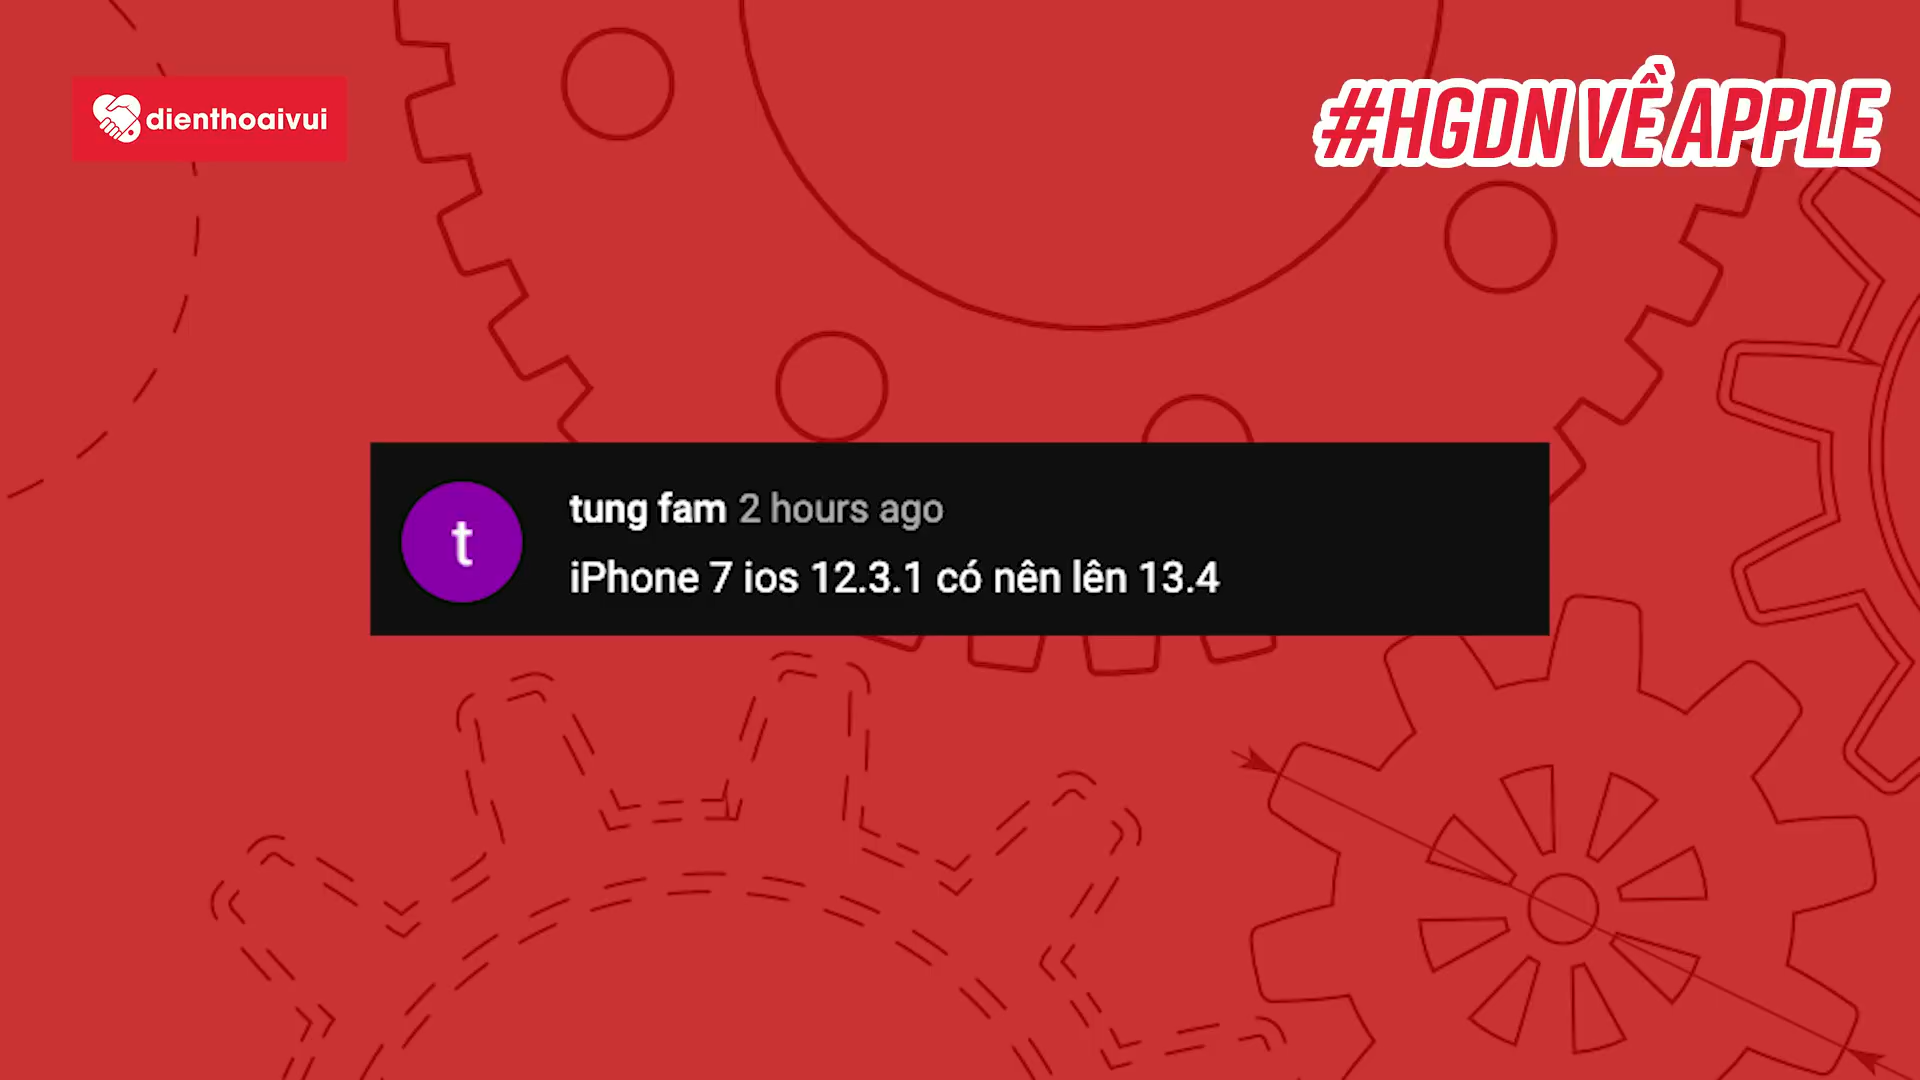 dienthoaivui
#HGDN VỀ APPLE
tung fam 2 hours ago
t
iPhone 7 ios 12.3.1 có nên lên 13.4